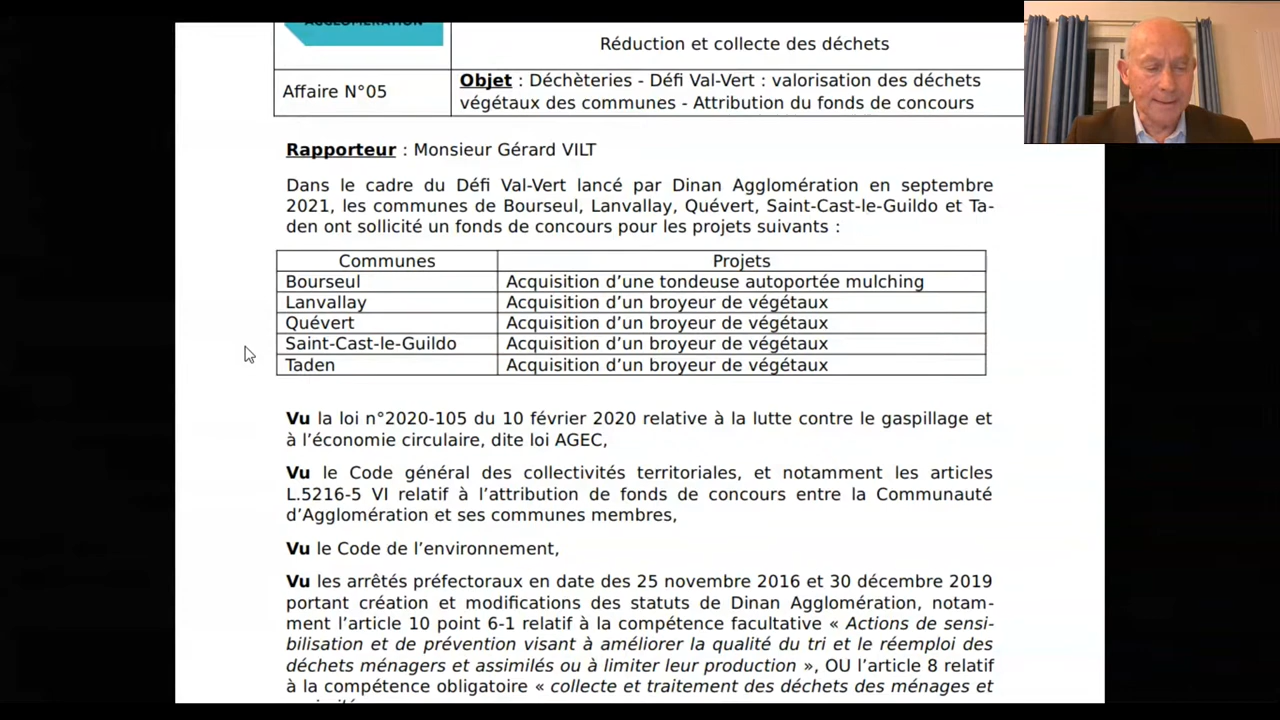 AGGLOMERATION
Réduction et collecte des déchets
Affaire N°05
Objet : Déchèteries - Défi Val-Vert : valorisation des déchets
végétaux des communes - Attribution du fonds de concours
Rapporteur : Monsieur Gérard VILT
Dans le cadre du Défi Val-Vert lancé par Dinan Agglomération en septembre
2021, les communes de Bourseul, Lanvallay, Quévert, Saint-Cast-le-Guildo et Ta-
den ont sollicité un fonds de concours pour les projets suivants :
Communes Projets
Bourseul Acquisition d’une tondeuse autoportée mulching
Lanvallay Acquisition d’un broyeur de végétaux
Quévert Acquisition d’un broyeur de végétaux
Saint-Cast-le-Guildo Acquisition d’un broyeur de végétaux
Taden Acquisition d’un broyeur de végétaux
Vu la loi n°2020-105 du 10 février 2020 relative à la lutte contre le gaspillage et
à l’économie circulaire, dite loi AGEC,
Vu le Code général des collectivités territoriales, et notamment les articles
L.5216-5 VI relatif à l’attribution de fonds de concours entre la Communauté
d’Agglomération et ses communes membres,
Vu le Code de l’environnement,
Vu les arrêtés préfectoraux en date des 25 novembre 2016 et 30 décembre 2019
portant création et modifications des statuts de Dinan Agglomération, notam-
ment l’article 10 point 6-1 relatif à la compétence facultative « Actions de sensi-
bilisation et de prévention visant à améliorer la qualité du tri et le réemploi des
déchets ménagers et assimilés ou à limiter leur production », OU l’article 8 relatif
à la compétence obligatoire « collecte et traitement des déchets des ménages et